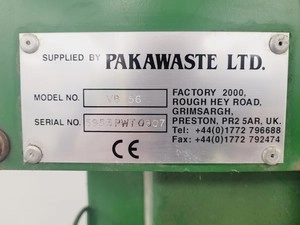 SUPPLIED BY PAKAWASTE LTD.
MODEL NO.
SERIAL NO.
FACTORY 2000,
ROUGH HEY ROAD,
GRIMSARGH,
PRESTON, PR2 5AR, UK.
Tel: +44(0)1772 796688
Fax: +44(0)1772 792474
CE